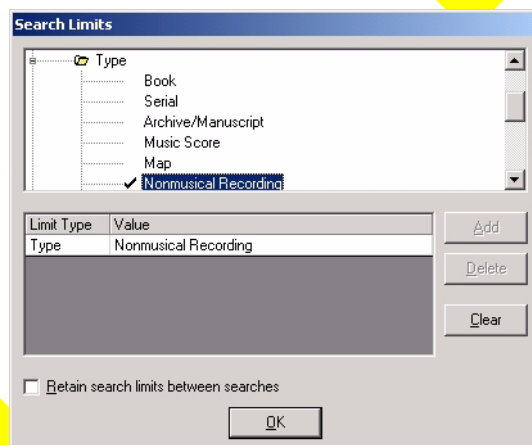 Search Limits
Type
Book
Serial
Archive/Manuscript
Music Score
Map
Nonmusical Recording
Limit Type Value
Type Nonmusical Recording
Add
Delete
Clear
Retain search limits between searches
OK